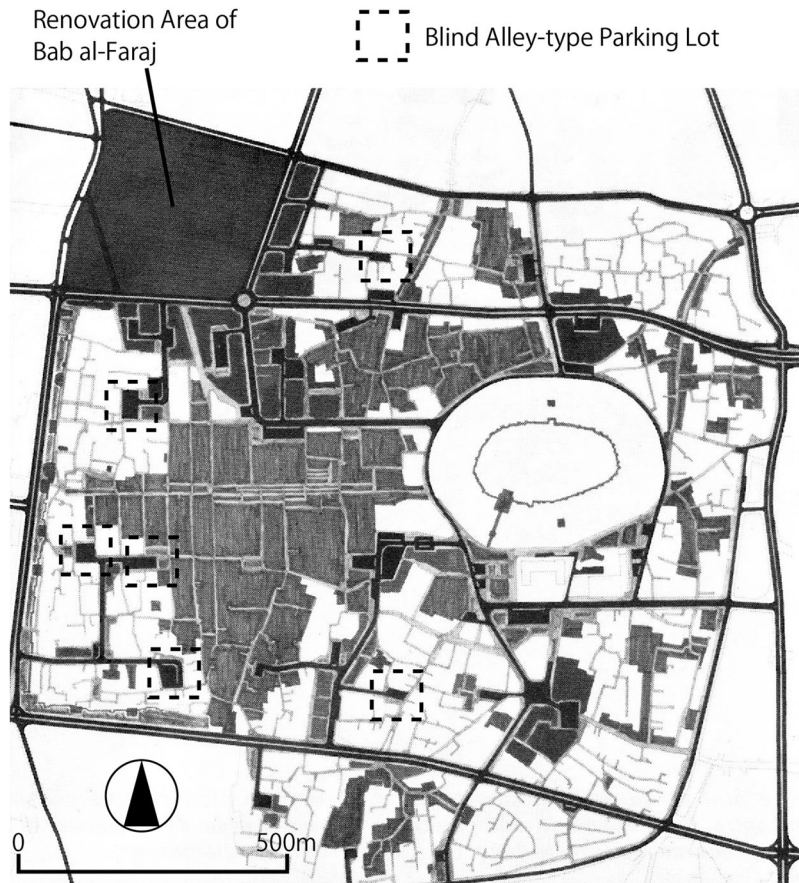 Renovation Area of
Bab al-Faraj
Blind Alley-type Parking Lot
0
500m